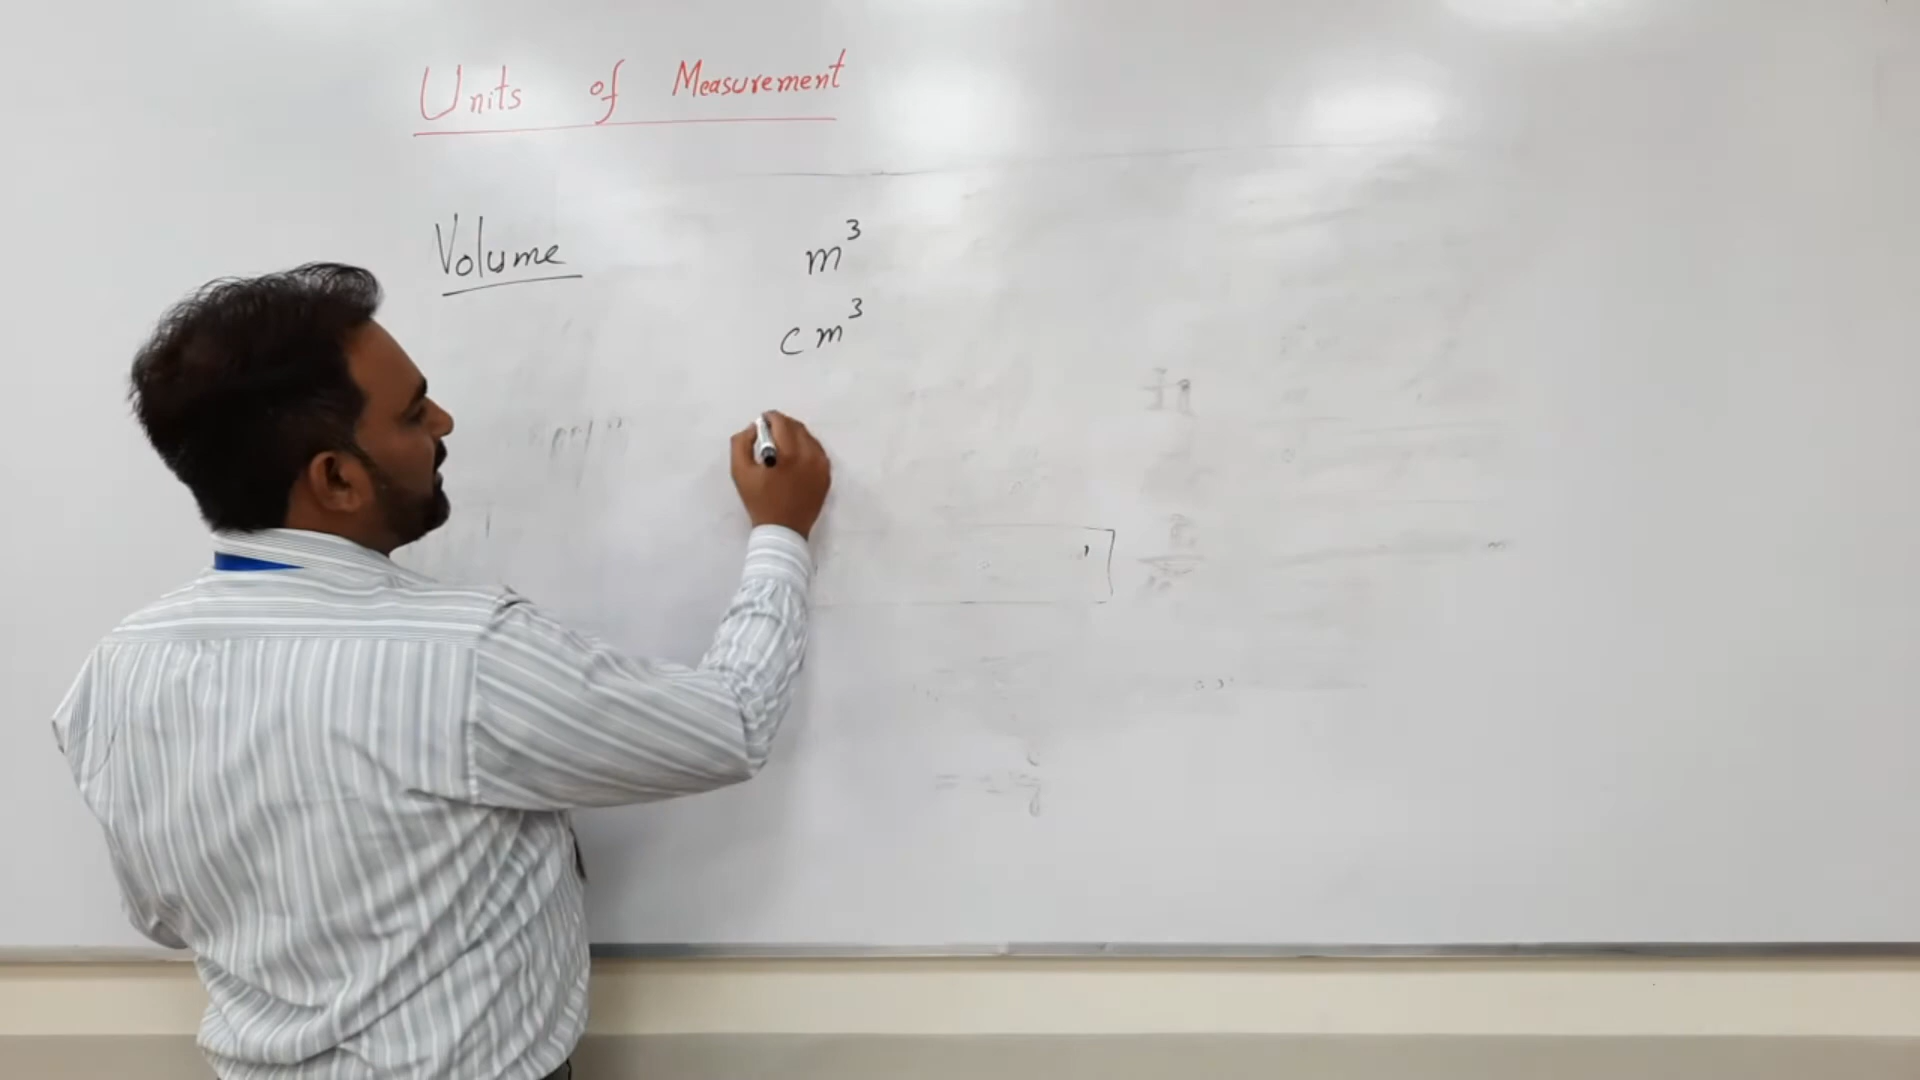 Units of Measurement
Volume m³
cm³